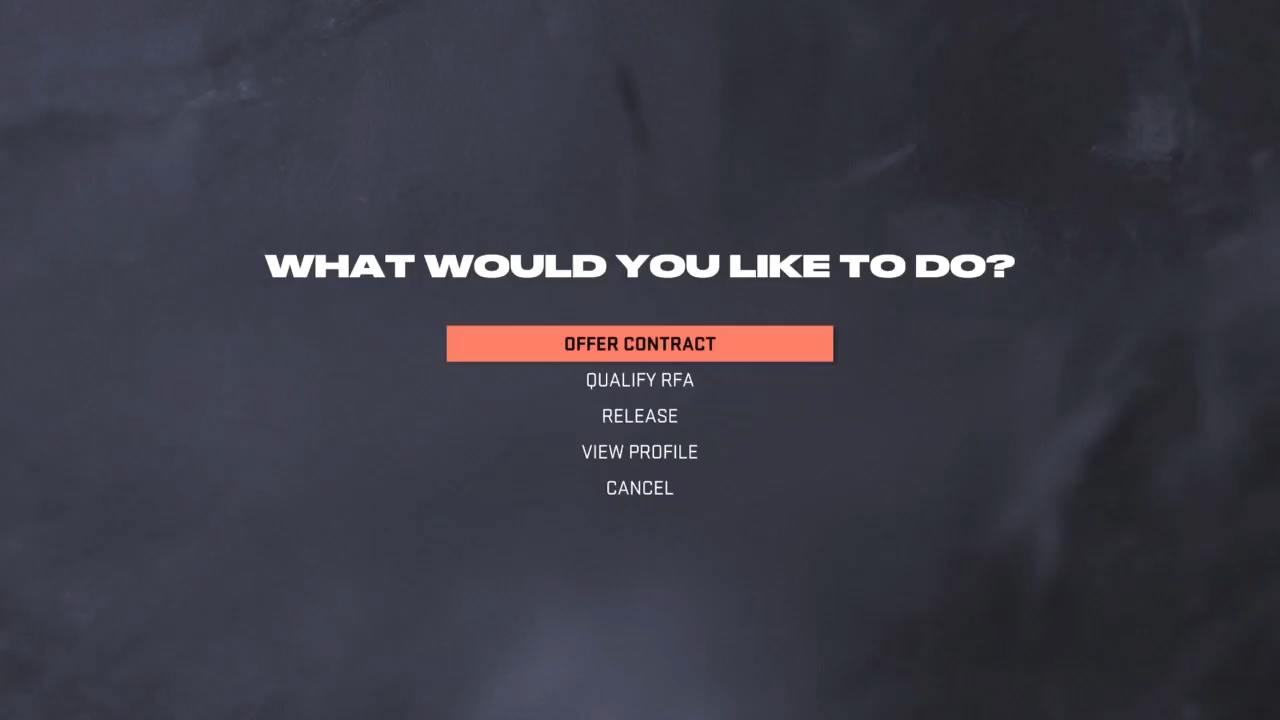 WHAT WOULD YOU LIKE TO DO?
OFFER CONTRACT
QUALIFY RFA
RELEASE
VIEW PROFILE
CANCEL